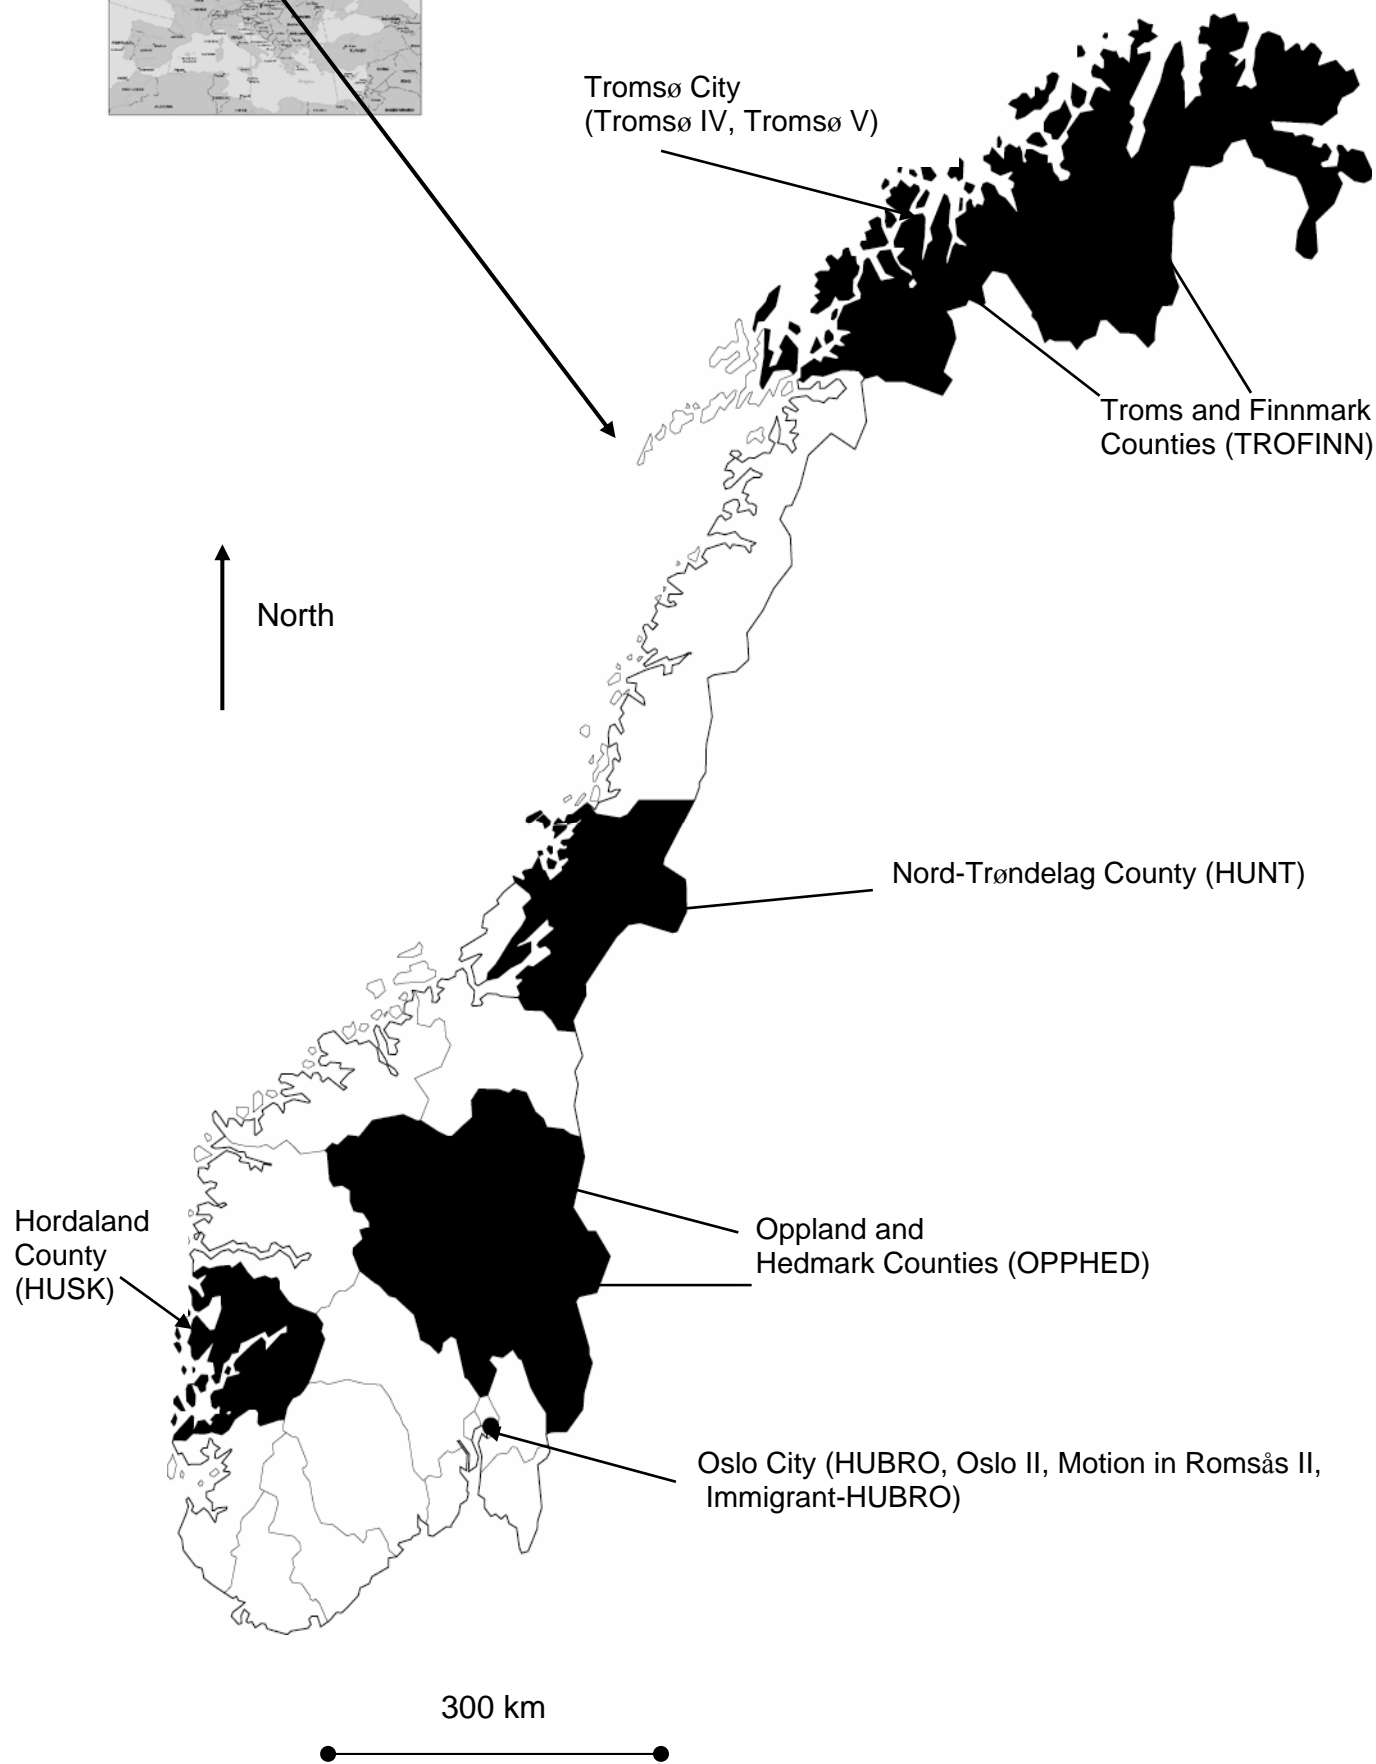 Tromsø City
(Tromsø IV, Tromsø V)
Troms and Finnmark
Counties (TROFINN)
North
Nord-Trøndelag County (HUNT)
Hordaland
County
(HUSK)
Oppland and
Hedmark Counties (OPPHED)
Oslo City (HUBRO, Oslo II, Motion in Romsås II,
Immigrant-HUBRO)
300 km